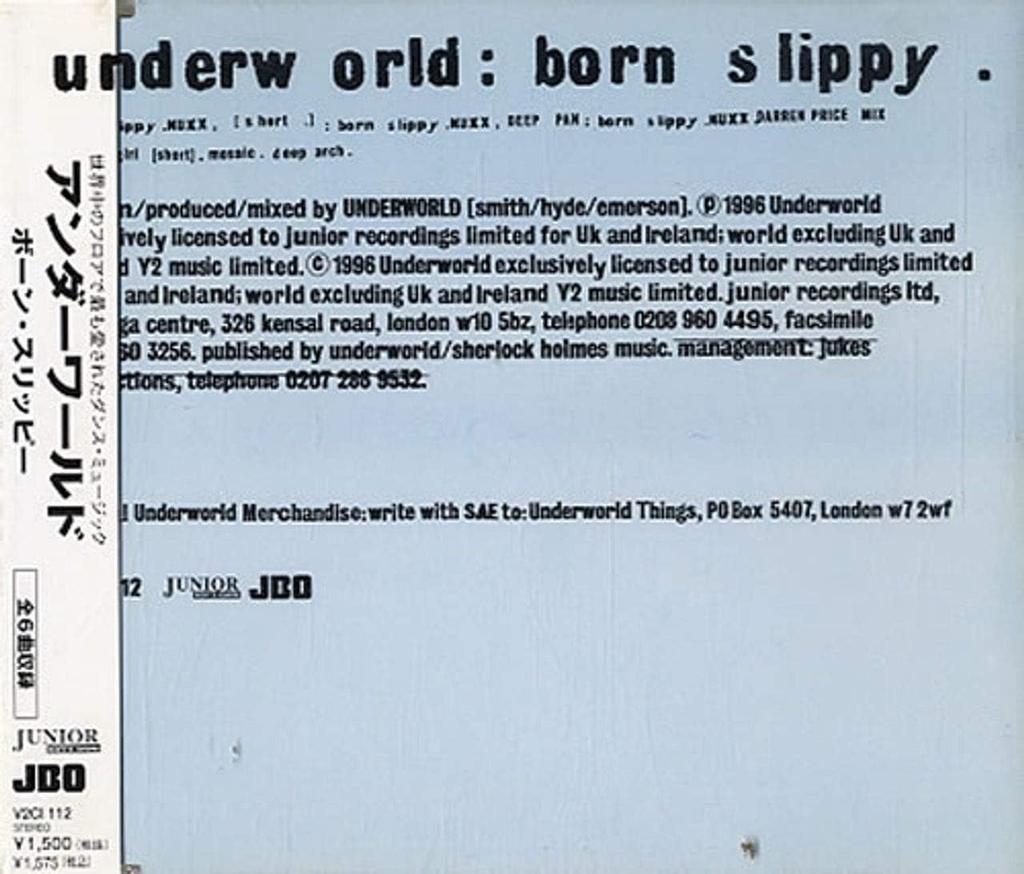 underworld: born slippy .
ippy .NUXX, [short .] : born slippy .NUXX, DEEP PAN : born slippy .NUXX DARREN PRICE MIX
irl [short] . mosaic . deep arch .
n/produced/mixed by UNDERWORLD [smith/hyde/emerson]. ℗1996 Underworld
ively licensed to junior recordings limited for Uk and Ireland; world excluding Uk and
d Y2 music limited. ©1996 Underworld exclusively licensed to junior recordings limited
and Ireland; world excluding Uk and Ireland Y2 music limited. junior recordings ltd,
ga centre, 326 kensal road, london w10 5bz, telephone 0208 960 4495, facsimile
60 3256. published by underworld/sherlock holmes music. management: jukes
ctions, telephone 0207 286 9532.
! Underworld Merchandise: write with SAE to: Underworld Things, PO Box 5407, London w7 2wf
12 JUNIOR JBO
世界中のフロアで最も愛されたダンス・ミュージック
アンダーワールド
ボーン・スリッピー
全6曲収録
JUNIOR
JBO
V2CI 112
STEREO
¥1,500(税抜)
¥1,575(税込)